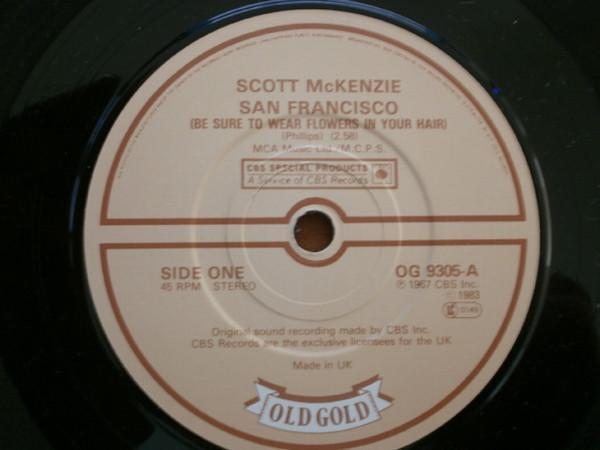 SCOTT McKENZIE
SAN FRANCISCO
(BE SURE TO WEAR FLOWERS IN YOUR HAIR)
(Phillips) (2.58)
MCA Music Ltd./M.C.P.S.
CBS SPECIAL PRODUCTS
A Service of CBS Records
SIDE ONE
45 RPM STEREO
OG 9305-A
℗ 1967 CBS Inc.
© 1983
LC 0149
Original sound recording made by CBS Inc.
CBS Records are the exclusive licensees for the UK
Made in UK
OLD GOLD